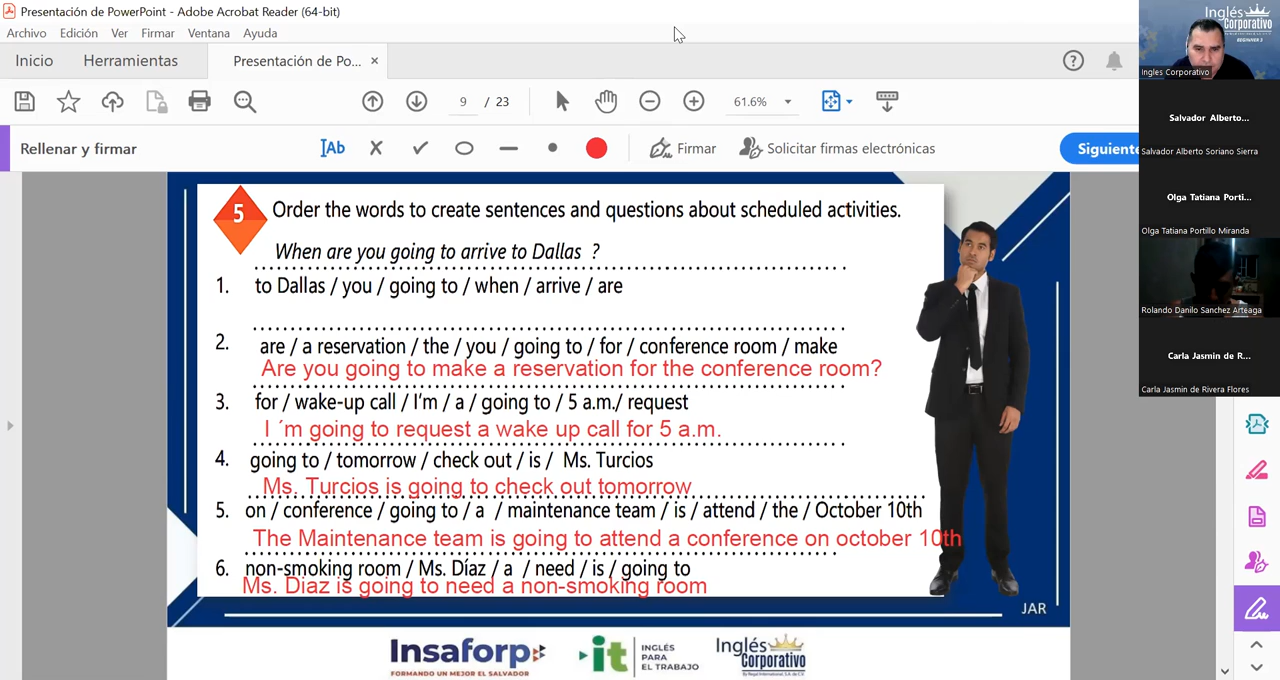 Presentación de PowerPoint - Adobe Acrobat Reader (64-bit)
Archivo Edición Ver Firmar Ventana Ayuda
Inicio Herramientas Presentación de Po... ×
9 / 23 61.6%
Rellenar y firmar
Ab Firmar Solicitar firmas electrónicas Siguiente
5 Order the words to create sentences and questions about scheduled activities.
When are you going to arrive to Dallas ?
1. to Dallas / you / going to / when / arrive / are
2. are / a reservation / the / you / going to / for / conference room / make
Are you going to make a reservation for the conference room?
3. for / wake-up call / I'm / a / going to / 5 a.m./ request
I ´m going to request a wake up call for 5 a.m.
4. going to / tomorrow / check out / is / Ms. Turcios
Ms. Turcios is going to check out tomorrow
5. on / conference / going to / a / maintenance team / is / attend / the / October 10th
The Maintenance team is going to attend a conference on october 10th
6. non-smoking room / Ms. Díaz / a / need / is / going to
Ms. Diaz is going to need a non-smoking room
JAR
Insaforp
FORMANDO UN MEJOR EL SALVADOR
it INGLÉS PARA EL TRABAJO
Inglés Corporativo
By Regal International, S.A. de C.V.
Inglés Corporativo
BEGINNER 3
Ingles Corporativo
Salvador Alberto...
Salvador Alberto Soriano Sierra
Olga Tatiana Porti...
Olga Tatiana Portillo Miranda
Rolando Danilo Sanchez Arteaga
Carla Jasmin de R...
Carla Jasmin de Rivera Flores